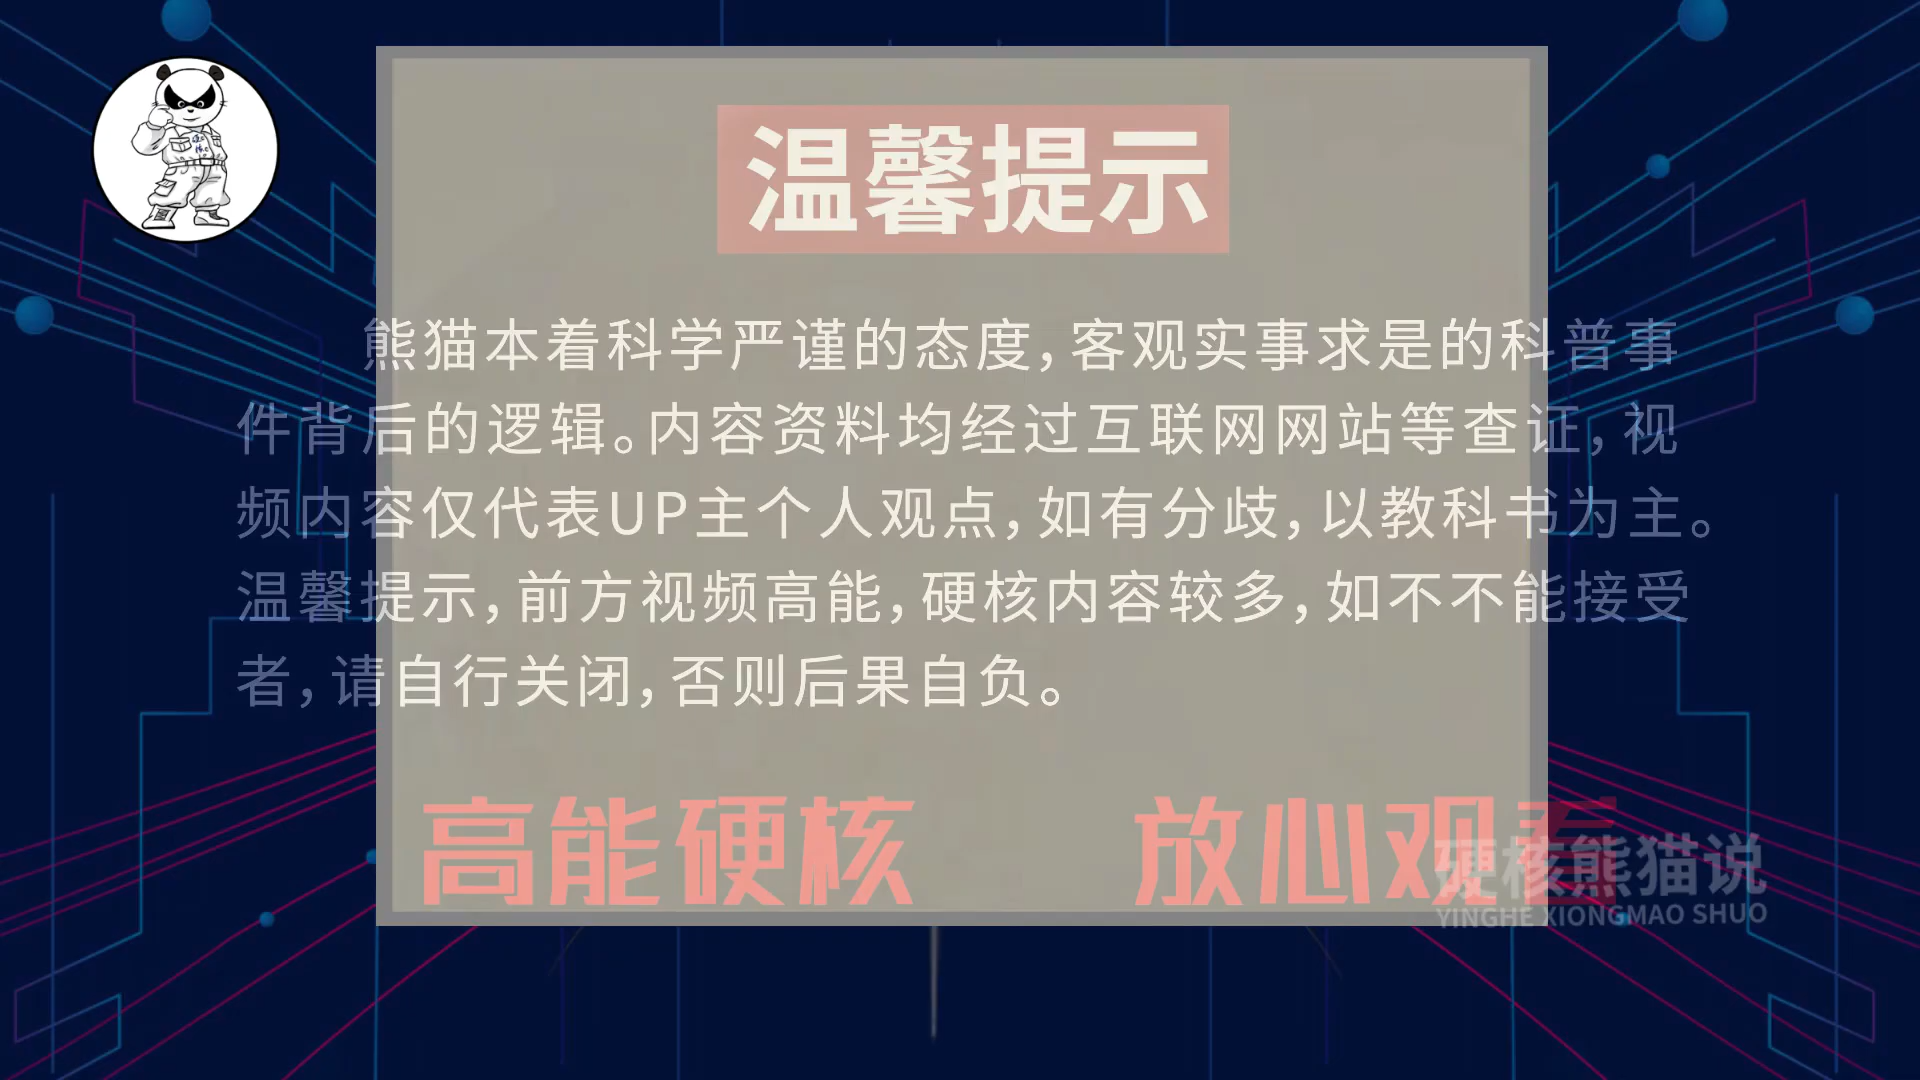 温馨提示
熊猫本着科学严谨的态度,客观实事求是的科普事
件背后的逻辑。内容资料均经过互联网网站等查证,视
频内容仅代表UP主个人观点,如有分歧,以教科书为主。
温馨提示,前方视频高能,硬核内容较多,如不不能接受
者,请自行关闭,否则后果自负。
高能硬核 放心观看
硬核熊猫说
YINGHE XIONGMAO SHUO